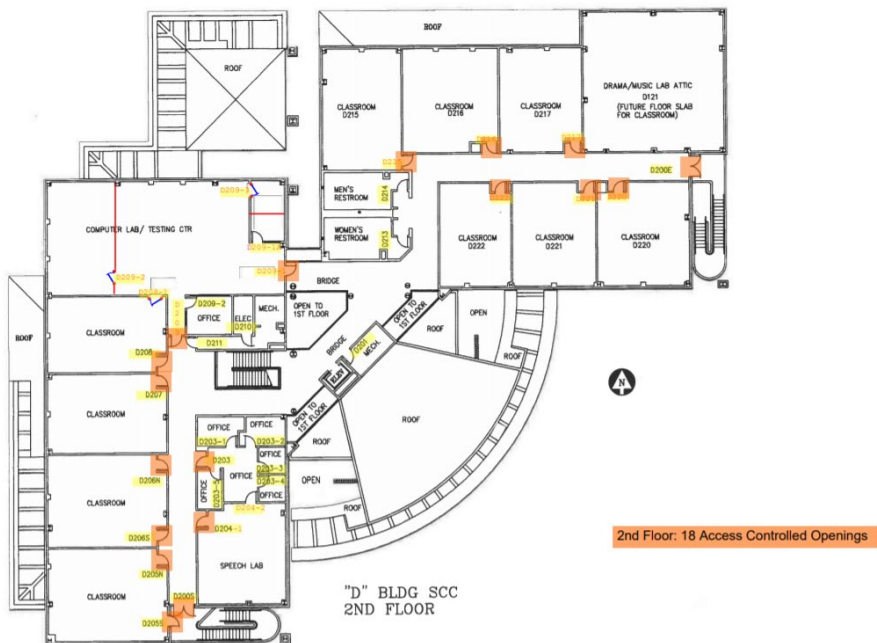 ROOF
ROOF
CLASSROOM
D215
CLASSROOM
D216
CLASSROOM
D217
DRAMA/MUSIC LAB ATTIC
D121
(FUTURE FLOOR SLAB
FOR CLASSROOM)
D200E
MEN'S
RESTROOM
D214
WOMEN'S
RESTROOM
D213
CLASSROOM
D222
CLASSROOM
D221
CLASSROOM
D220
D209-3
COMPUTER LAB/ TESTING CTR
D209-2
BRIDGE
OPEN TO
1ST FLOOR
D209-2
OFFICE
ELEC
D210
MECH.
D211
ROOF
CLASSROOM
D208
CLASSROOM
D207
CLASSROOM
D206N
D206S
CLASSROOM
D205N
D205S
D200S
BRIDGE
D201
MECH.
ELEV
OPEN TO
1ST FLOOR
OPEN TO
1ST FLOOR
ROOF
OPEN
ROOF
ROOF
ROOF
OPEN
ROOF
OFFICE
D203-1
OFFICE
D203-2
D203
OFFICE
OFFICE
D203-3
D203-4
OFFICE
OFFICE
D203-5
D204-2
D204-1
SPEECH LAB
N
2nd Floor: 18 Access Controlled Openings
"D" BLDG SCC
2ND FLOOR